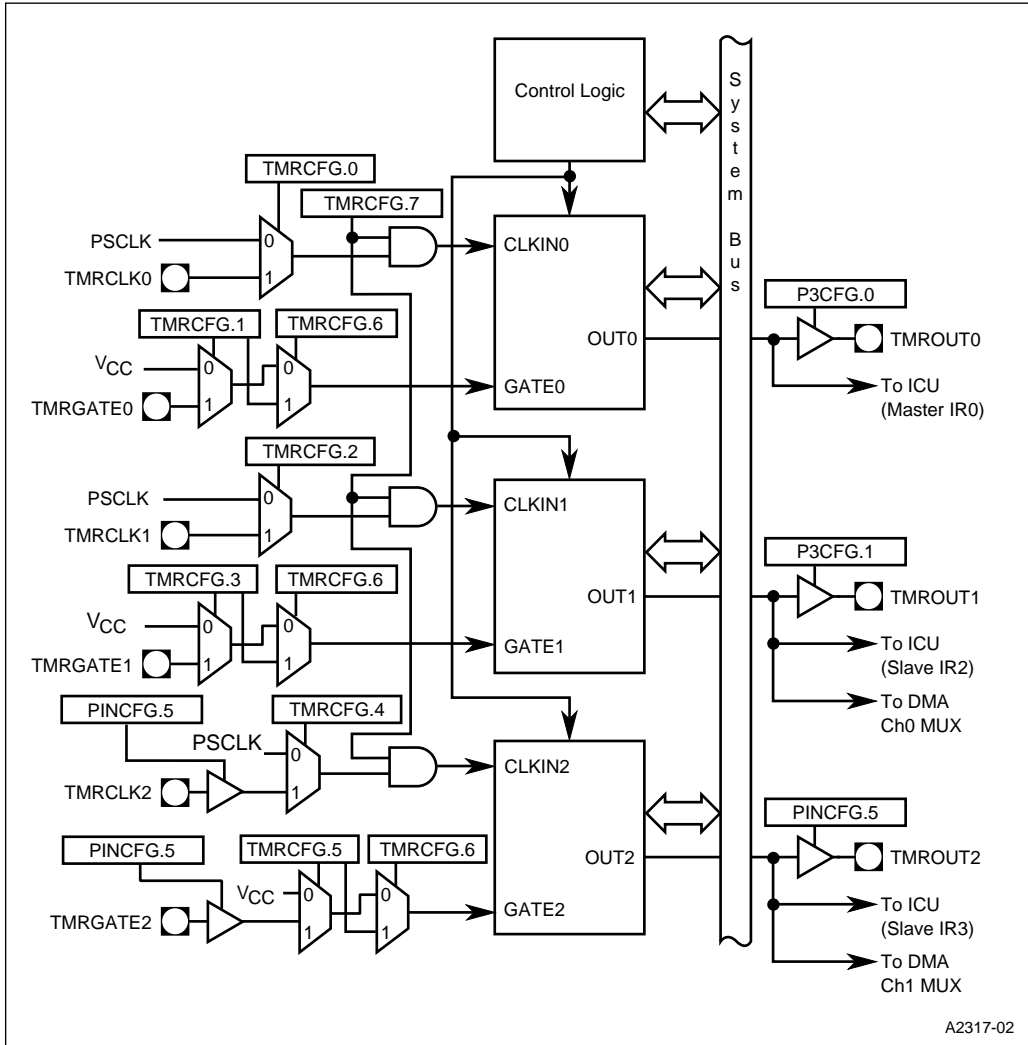 Control Logic
System Bus
TMRCFG.0
TMRCFG.7
PSCLK
0
TMRCLK0
1
CLKIN0
TMRCFG.1
TMRCFG.6
VCC
0
0
TMRGATE0
1
1
OUT0
GATE0
P3CFG.0
TMROUT0
To ICU
(Master IR0)
TMRCFG.2
PSCLK
0
TMRCLK1
1
CLKIN1
TMRCFG.3
TMRCFG.6
VCC
0
0
TMRGATE1
1
1
OUT1
GATE1
P3CFG.1
TMROUT1
To ICU
(Slave IR2)
To DMA
Ch0 MUX
PINCFG.5
TMRCFG.4
PSCLK
0
TMRCLK2
1
CLKIN2
PINCFG.5
TMRCFG.5
TMRCFG.6
VCC
0
0
TMRGATE2
1
1
OUT2
GATE2
PINCFG.5
TMROUT2
To ICU
(Slave IR3)
To DMA
Ch1 MUX
A2317-02